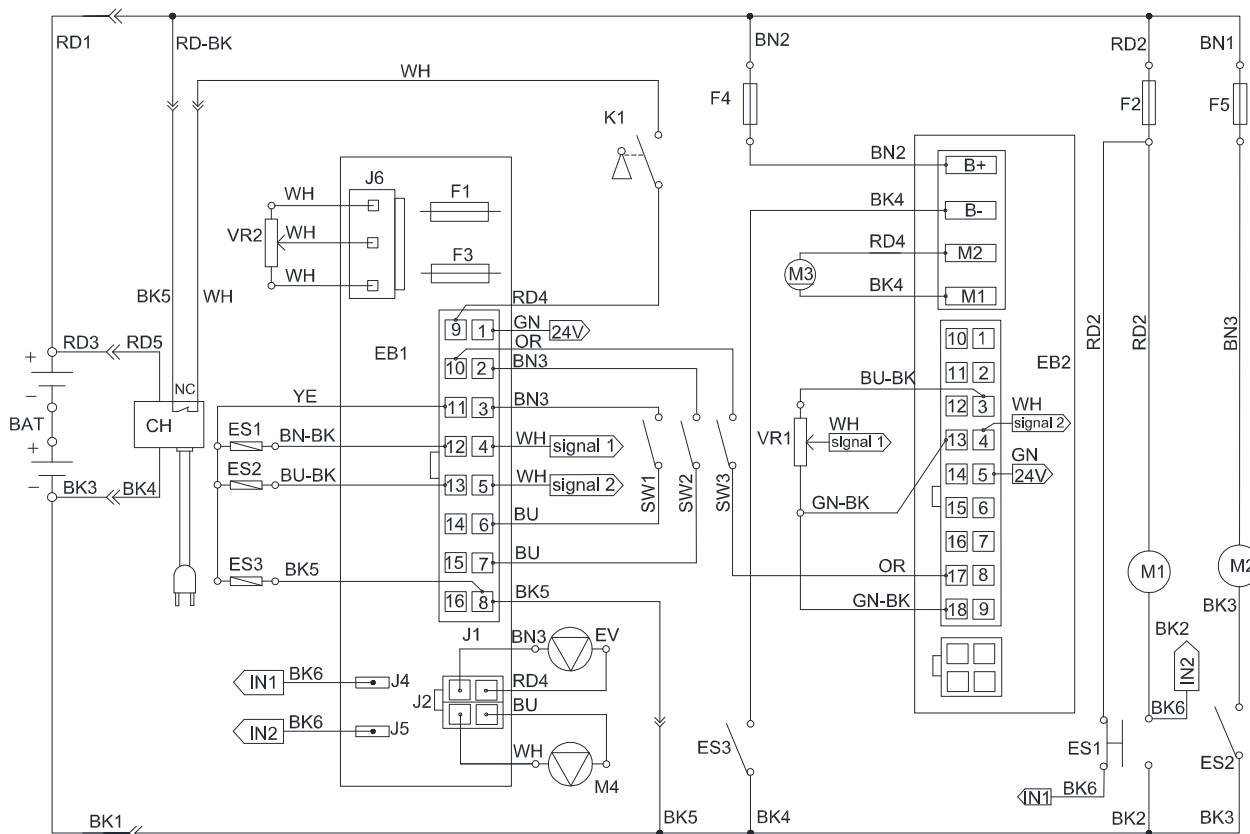 RD1
RD-BK
WH
BN2
RD2
BN1
F4
F2
F5
K1
BN2
B+
J6
F1
WH
BK4
B-
VR2
WH
RD4
M2
F3
M3
WH
BK4
M1
BK5
WH
RD4
RD2
RD2
BN3
9 1
GN
24V
10 1
RD3
RD5
EB1
OR
EB2
+
10 2
BN3
11 2
NC
BU-BK
-
YE
11 3
BN3
12 3
WH
signal 2
BAT
CH
ES1
BN-BK
12 4
WH
signal 1
VR1
WH
signal 1
13 4
+
ES2
BU-BK
13 5
WH
signal 2
14 5
GN
24V
-
BK3
BK4
SW1
SW2
SW3
GN-BK
14 6
BU
15 6
15 7
BU
16 7
ES3
BK5
OR
17 8
M1
M2
16 8
BK5
GN-BK
18 9
BK3
J1
BN3
EV
BK2
IN1
BK6
J4
RD4
IN2
J2
BU
IN2
BK6
J5
BK6
WH
ES3
ES1
ES2
M4
IN1
BK6
BK1
BK5
BK4
BK2
BK3